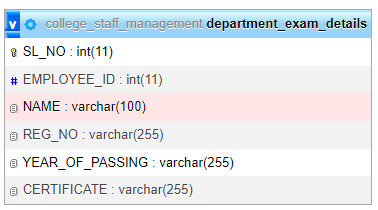 v college_staff_management department_exam_details
SL_NO : int(11)
# EMPLOYEE_ID : int(11)
NAME : varchar(100)
REG_NO : varchar(255)
YEAR_OF_PASSING : varchar(255)
CERTIFICATE : varchar(255)